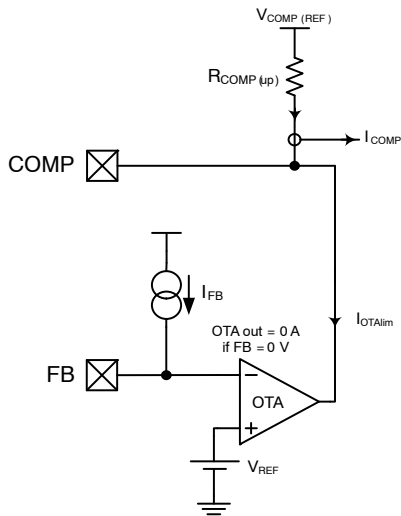 VCOMP (REF)
RCOMP (up)
ICOMP
COMP
IFB
OTA out = 0 A
if FB = 0 V
IOTAlim
FB
−
OTA
+
VREF